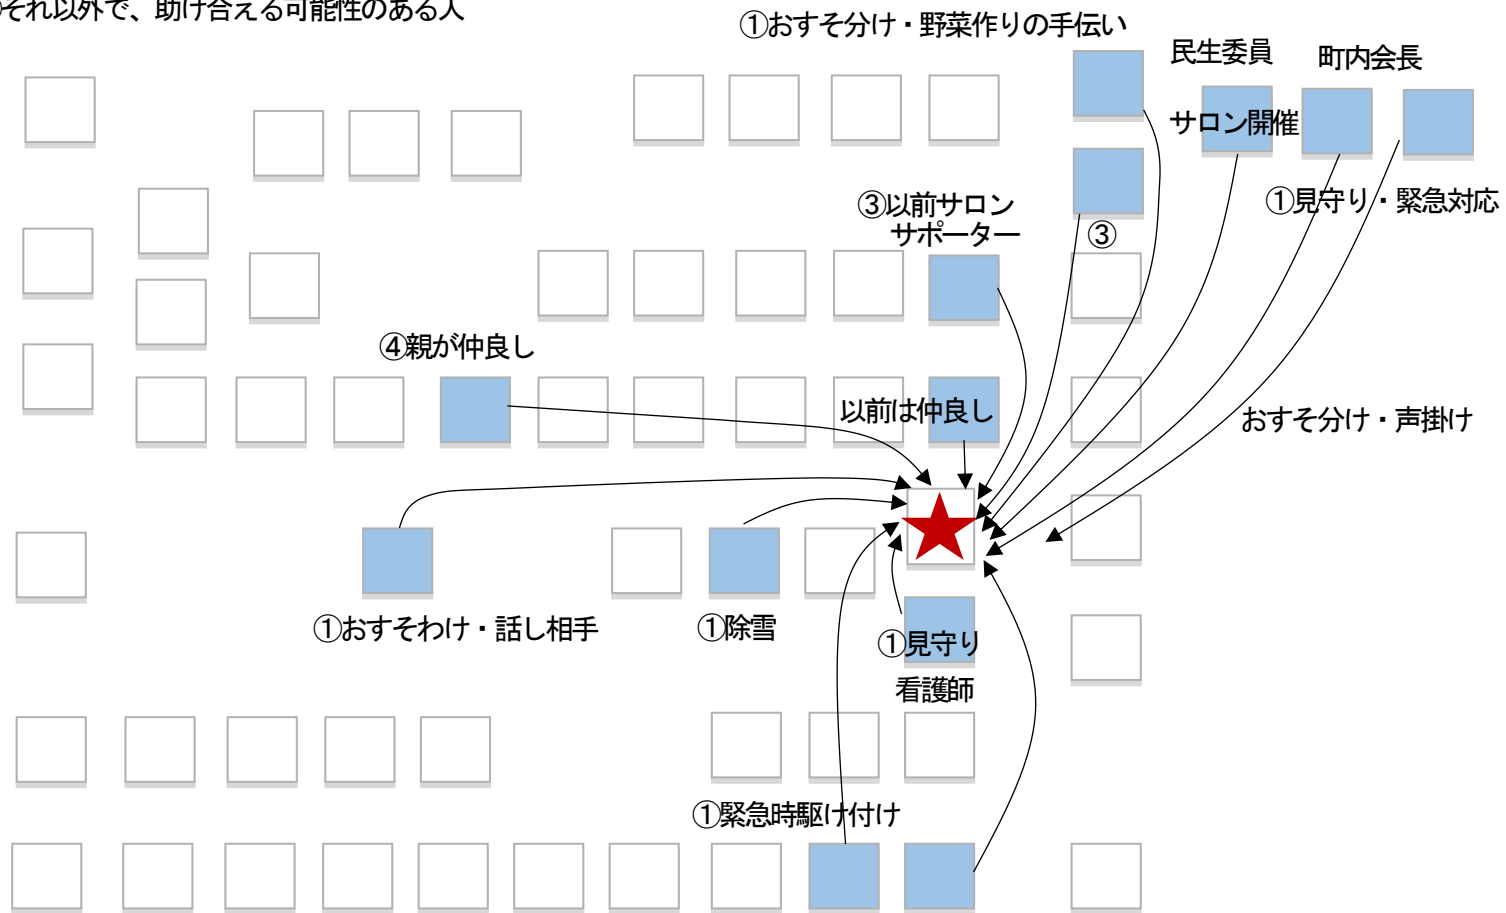 それ以外で、助け合える可能性のある人
①おすそ分け・野菜作りの手伝い
民生委員
町内会長
サロン開催
①見守り・緊急対応
③以前サロン
サポーター
③
④親が仲良し
以前は仲良し
おすそ分け・声掛け
①おすそわけ・話し相手
①除雪
①見守り
看護師
①緊急時駆け付け